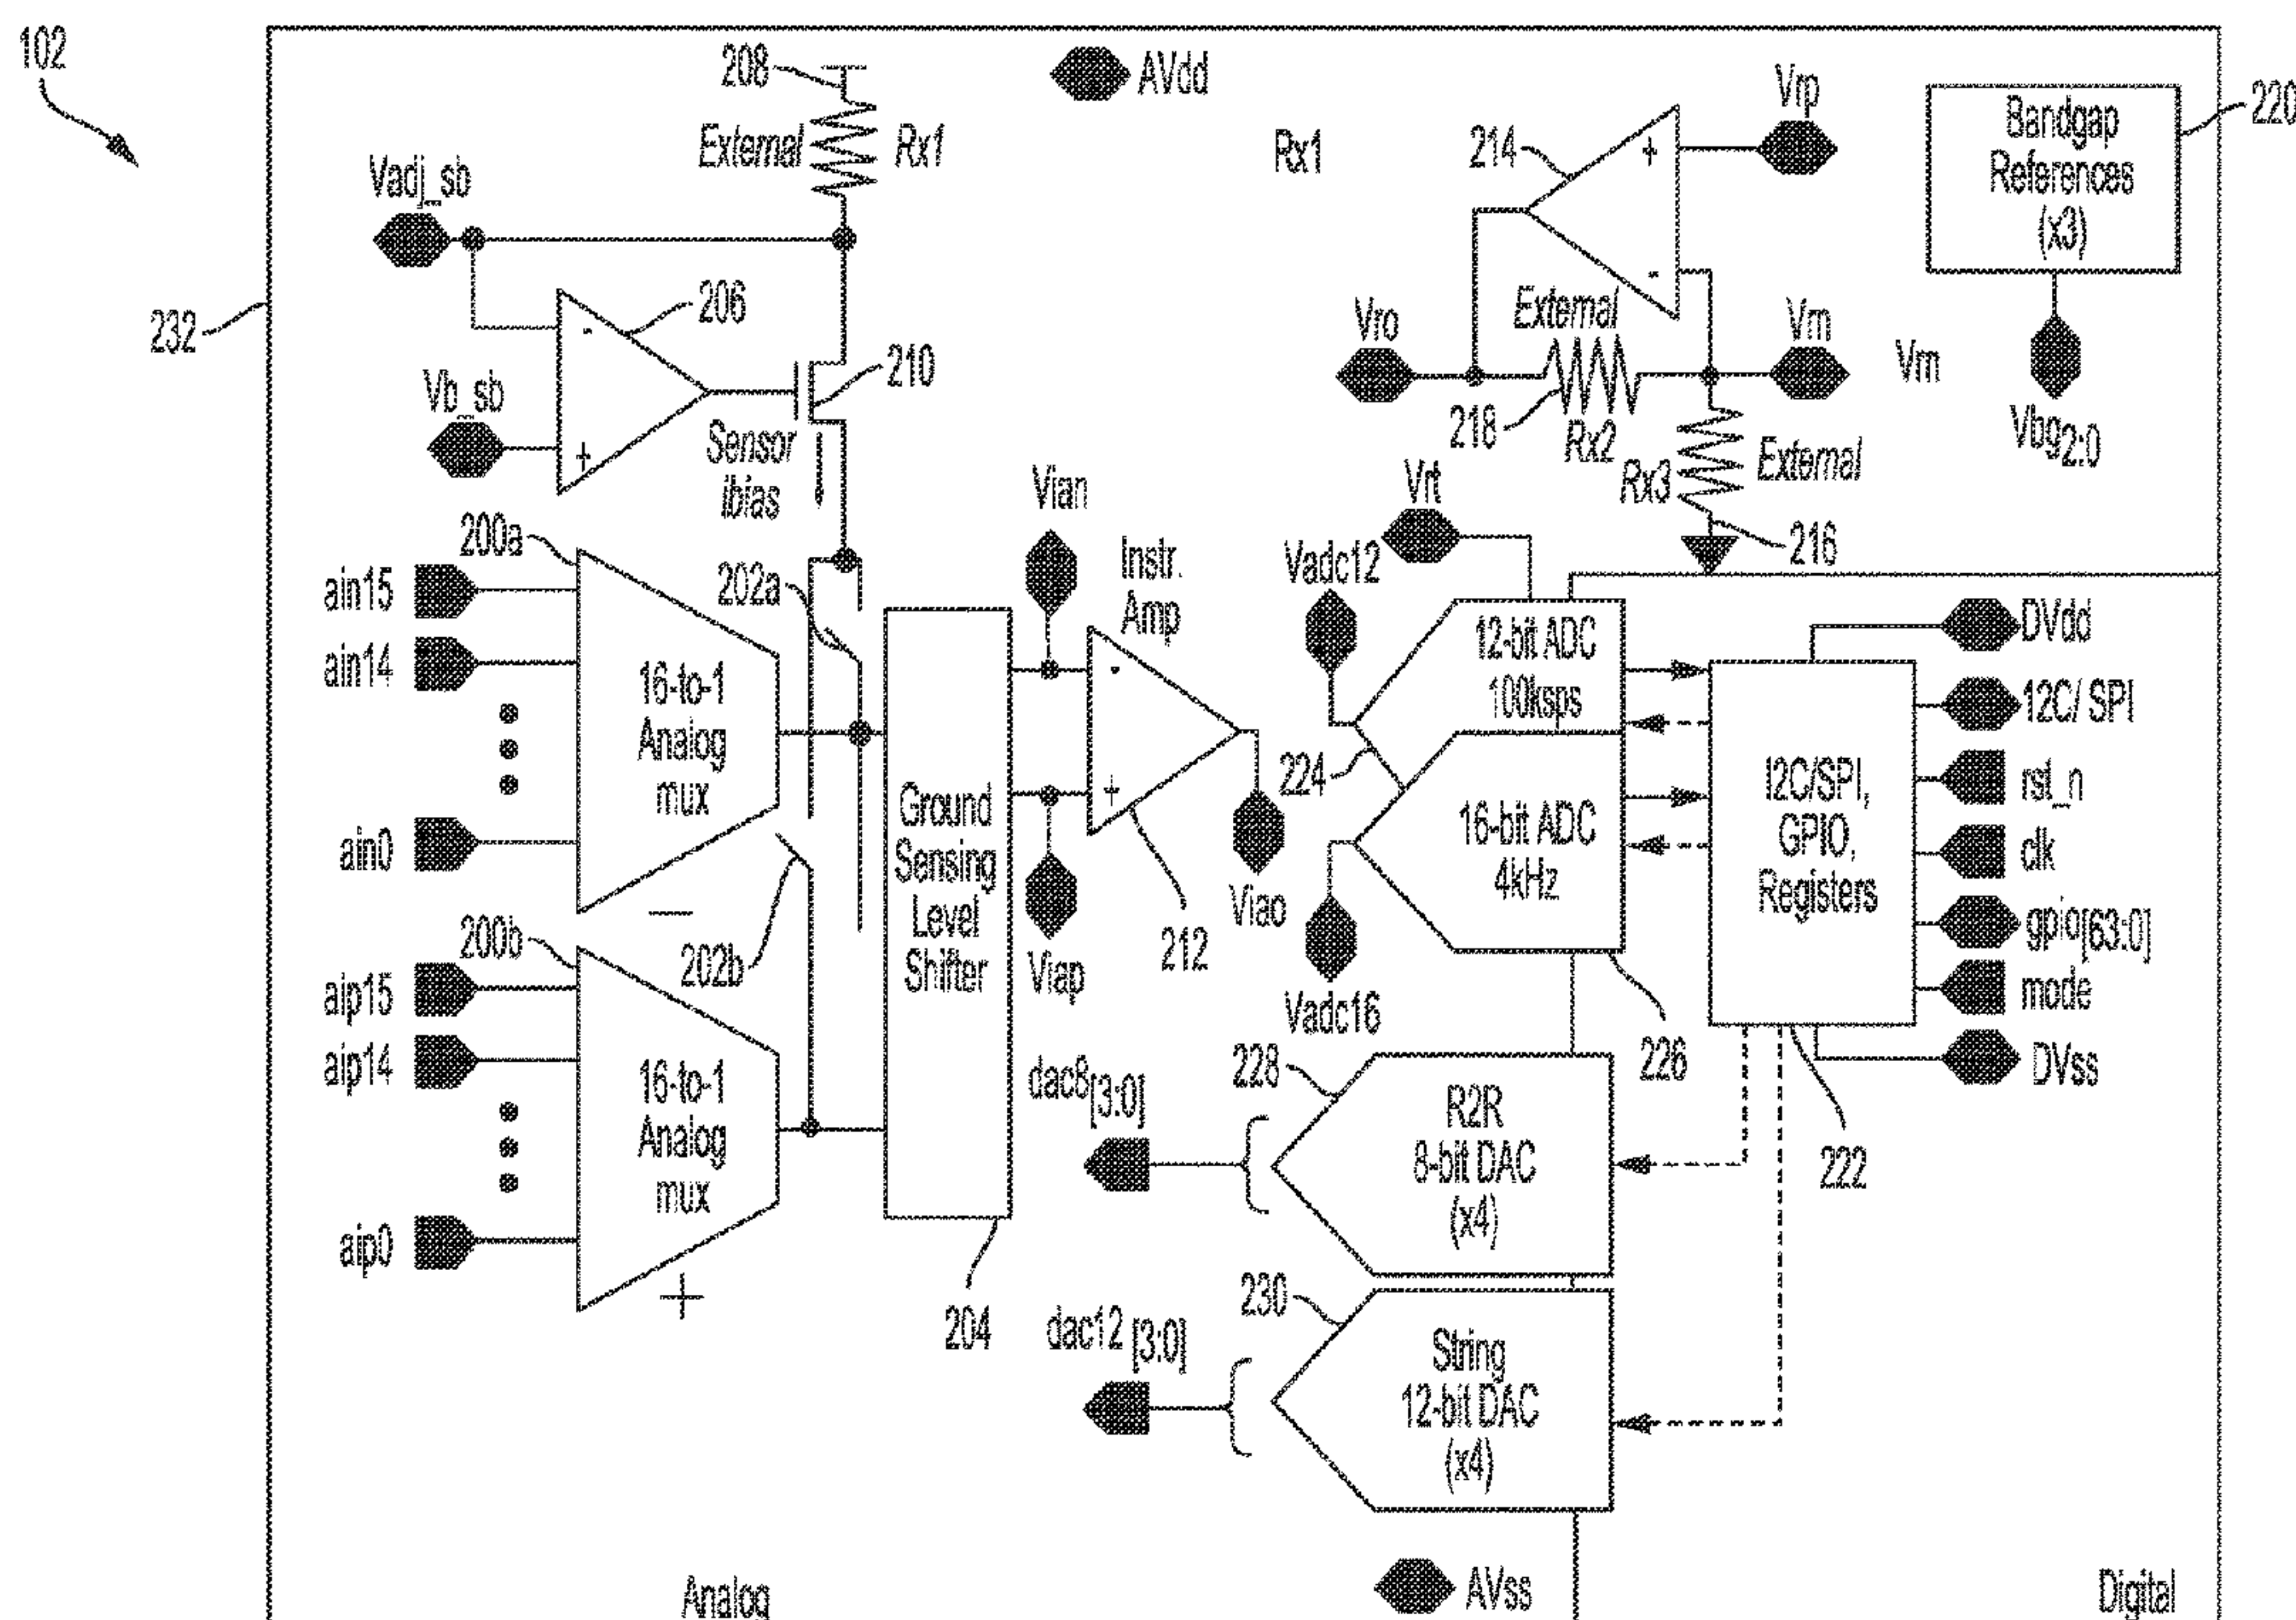 102
208
AVdd
Vrp
External
Rx1
Rx1
214
+
Bandgap
References
(x3)
220
Vadj_sb
-
232
206
-
210
Vb_sb
+
Sensor
Ibias
Vro
External
218
Rx2
Vrn
Vrn
Rx3
External
216
Vbg2:0
200a
ain15
ain14
ain0
16-to-1
Analog
mux
—
202a
202b
200b
aip15
aip14
aip0
16-to-1
Analog
mux
+
Ground
Sensing
Level
Shifter
204
Vian
Instr.
Amp
-
+
Viap
212
Viao
Vrt
Vadc12
12-bit ADC
100ksps
224
16-bit ADC
4kHz
Vadc16
226
I2C/SPI,
GPIO,
Registers
DVdd
12C/ SPI
rst_n
clk
gpio[63:0]
mode
DVss
222
dac8[3:0]
228
R2R
8-bit DAC
(x4)
dac12 [3:0]
230
String
12-bit DAC
(x4)
Analog
AVss
Digital